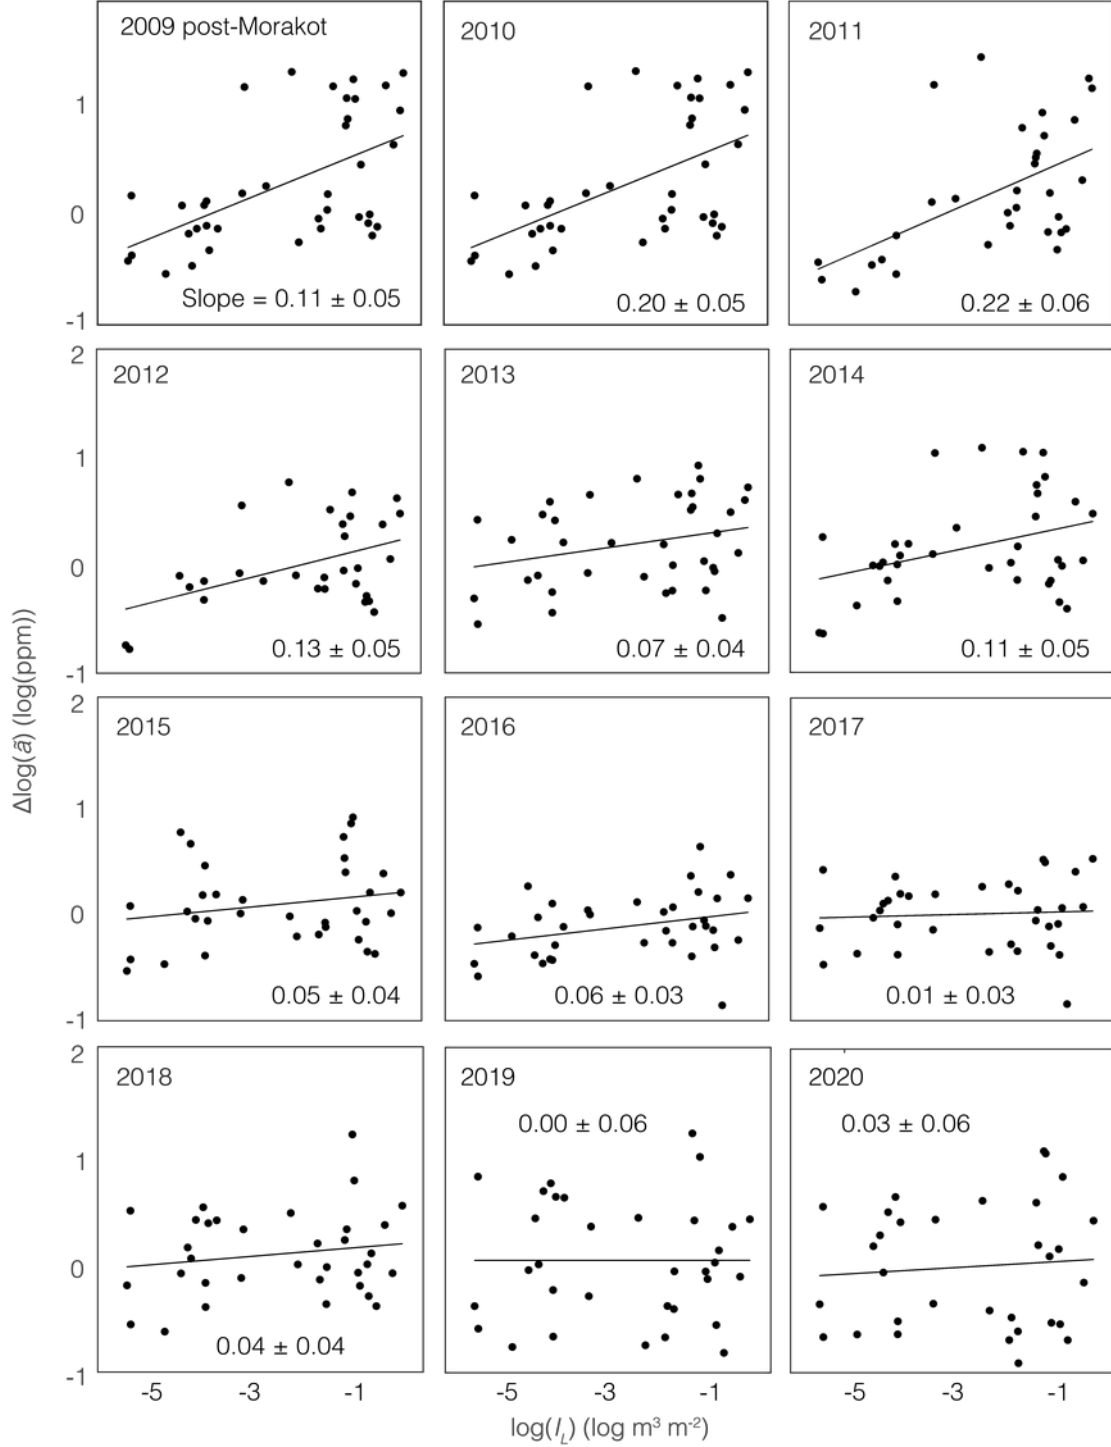 2009 post-Morakot
2010
2011
1
0
-1
Slope = 0.11 ± 0.05
0.20 ± 0.05
0.22 ± 0.06
2
2012
2013
2014
1
0
-1
0.13 ± 0.05
0.07 ± 0.04
0.11 ± 0.05
Δlog(ã) (log(ppm))
2
2015
2016
2017
1
0
-1
0.05 ± 0.04
0.06 ± 0.03
0.01 ± 0.03
2
2018
2019
2020
0.00 ± 0.06
0.03 ± 0.06
1
0
0.04 ± 0.04
-1
-5 -3 -1
-5 -3 -1
-5 -3 -1
log(I_L) (log m³ m⁻²)